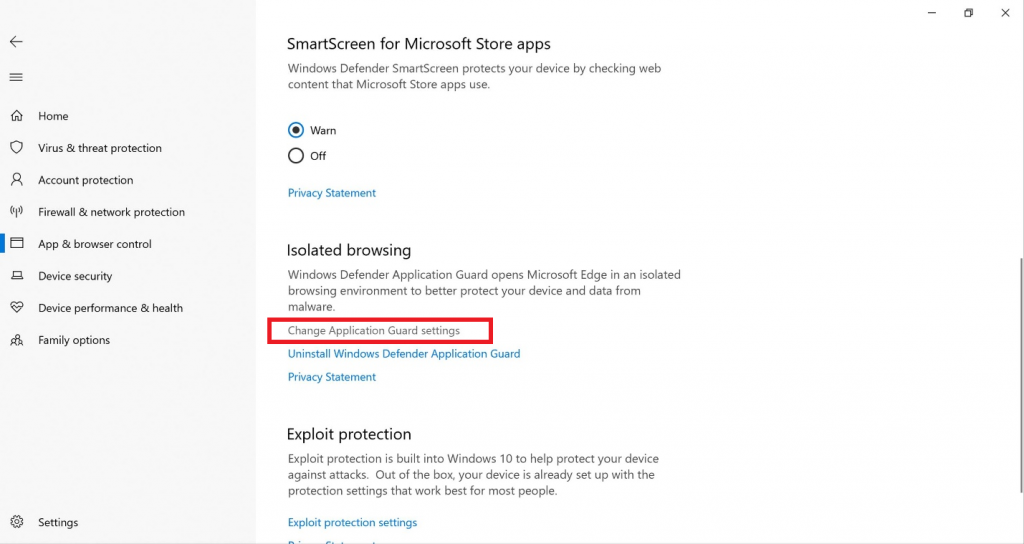 Home
Virus & threat protection
Account protection
Firewall & network protection
App & browser control
Device security
Device performance & health
Family options
Settings
SmartScreen for Microsoft Store apps
Windows Defender SmartScreen protects your device by checking web
content that Microsoft Store apps use.
Warn
Off
Privacy Statement
Isolated browsing
Windows Defender Application Guard opens Microsoft Edge in an isolated
browsing environment to better protect your device and data from
malware.
Change Application Guard settings
Uninstall Windows Defender Application Guard
Privacy Statement
Exploit protection
Exploit protection is built into Windows 10 to help protect your device
against attacks.  Out of the box, your device is already set up with the
protection settings that work best for most people.
Exploit protection settings